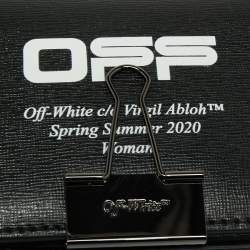 OFF
Off-White c/o Virgil Abloh™
Spring Summer 2020
Woman
Off-White™